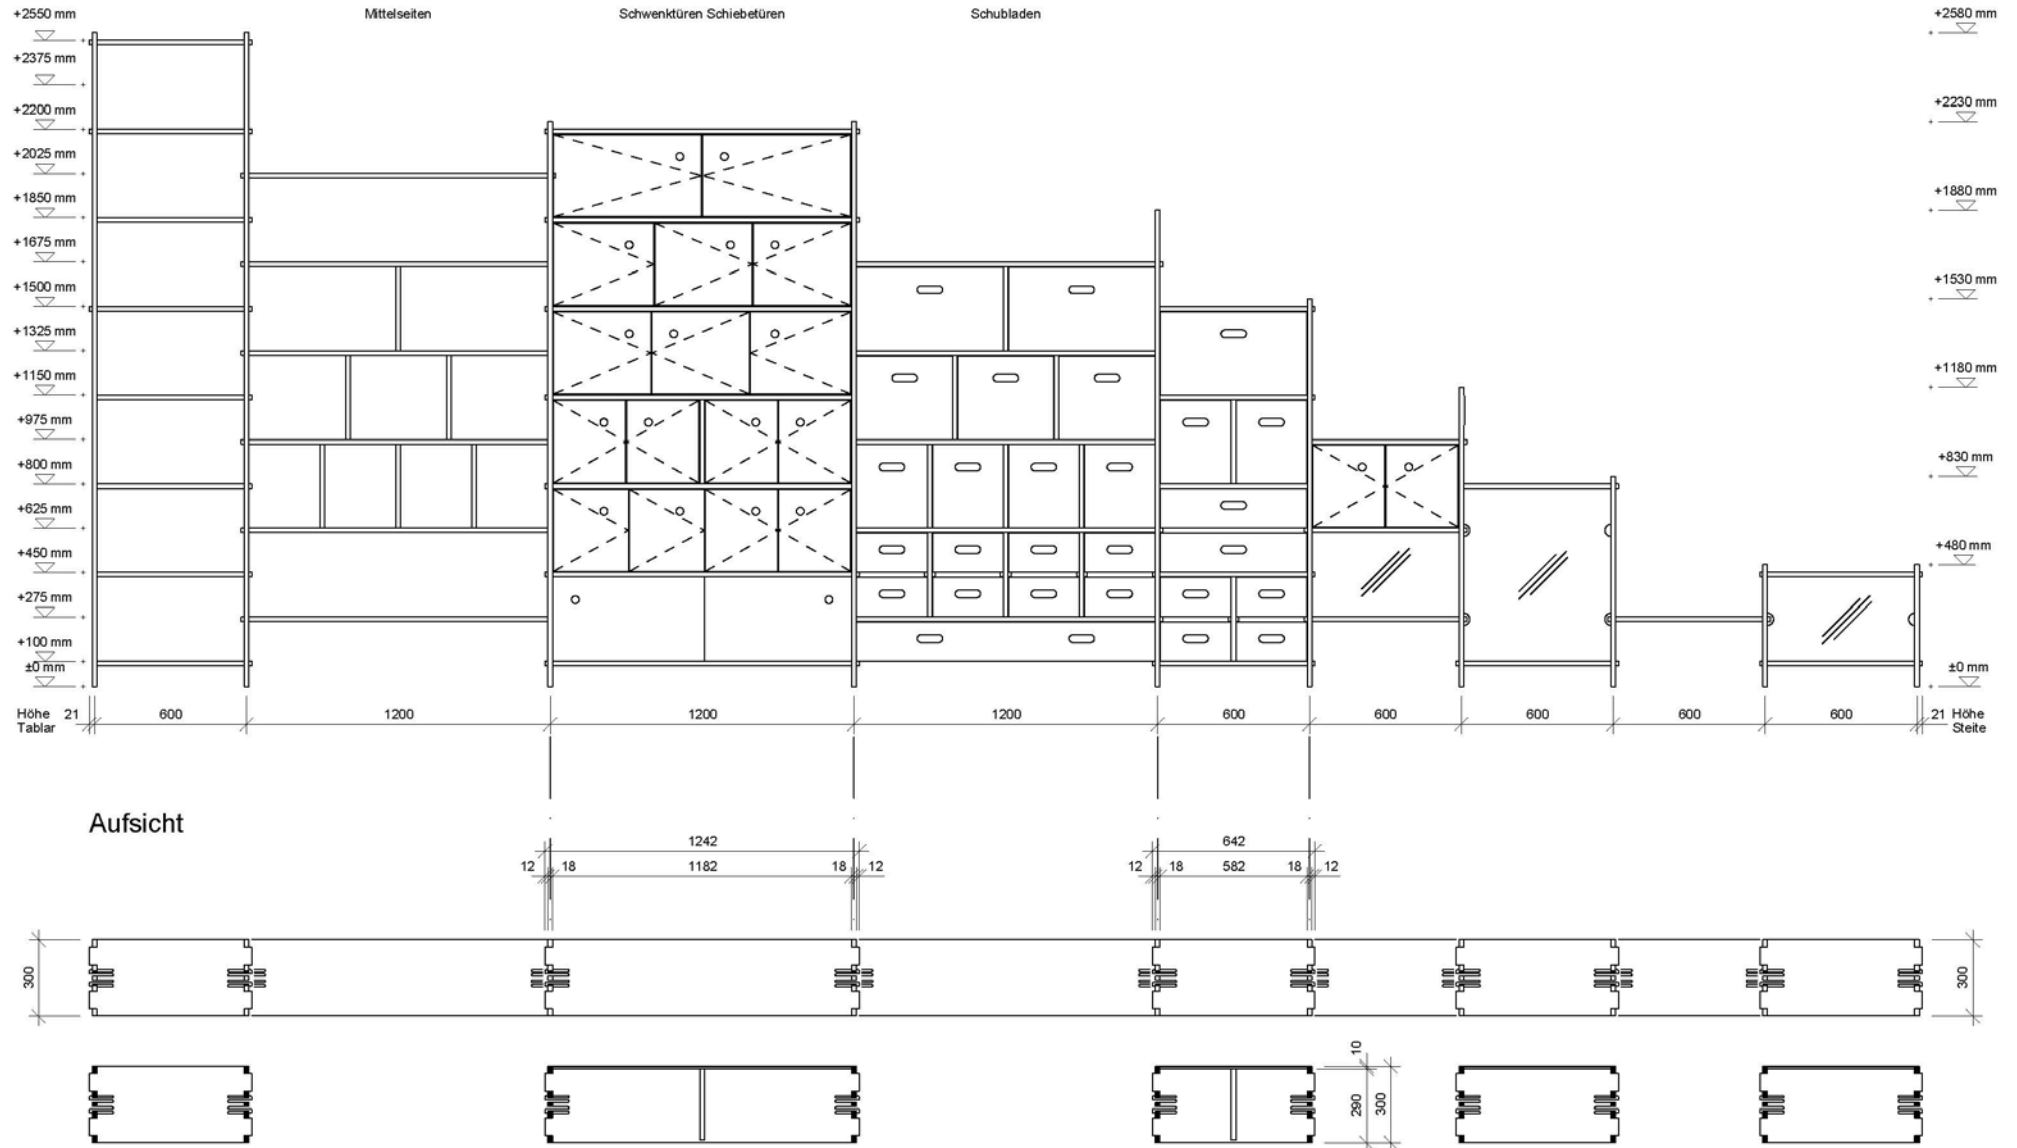 +2550 mm
Mittelseiten
Schwenktüren Schiebetüren
Schubladen
+2580 mm
+2375 mm
+2200 mm
+2230 mm
+2025 mm
+1850 mm
+1880 mm
+1675 mm
+1500 mm
+1530 mm
+1325 mm
+1150 mm
+1180 mm
+975 mm
+800 mm
+830 mm
+625 mm
+450 mm
+480 mm
+275 mm
+100 mm
±0 mm
±0 mm
Höhe
Tablar
21
600
1200
1200
1200
600
600
600
600
600
21
Höhe
Steite
Aufsicht
1242
642
12 18 1182 18 12
12 18 582 18 12
300
300
10
290
300